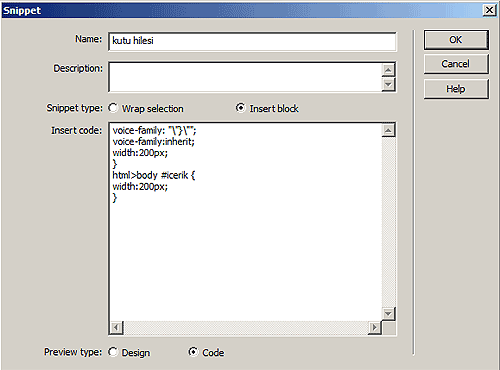 Snippet
Name: kutu hilesi
OK
Description:
Cancel
Help
Snippet type: Wrap selection Insert block
Insert code: voice-family: "\"}\"";
voice-family:inherit;
width:200px;
}
html>body #icerik {
width:200px;
}
Preview type: Design Code